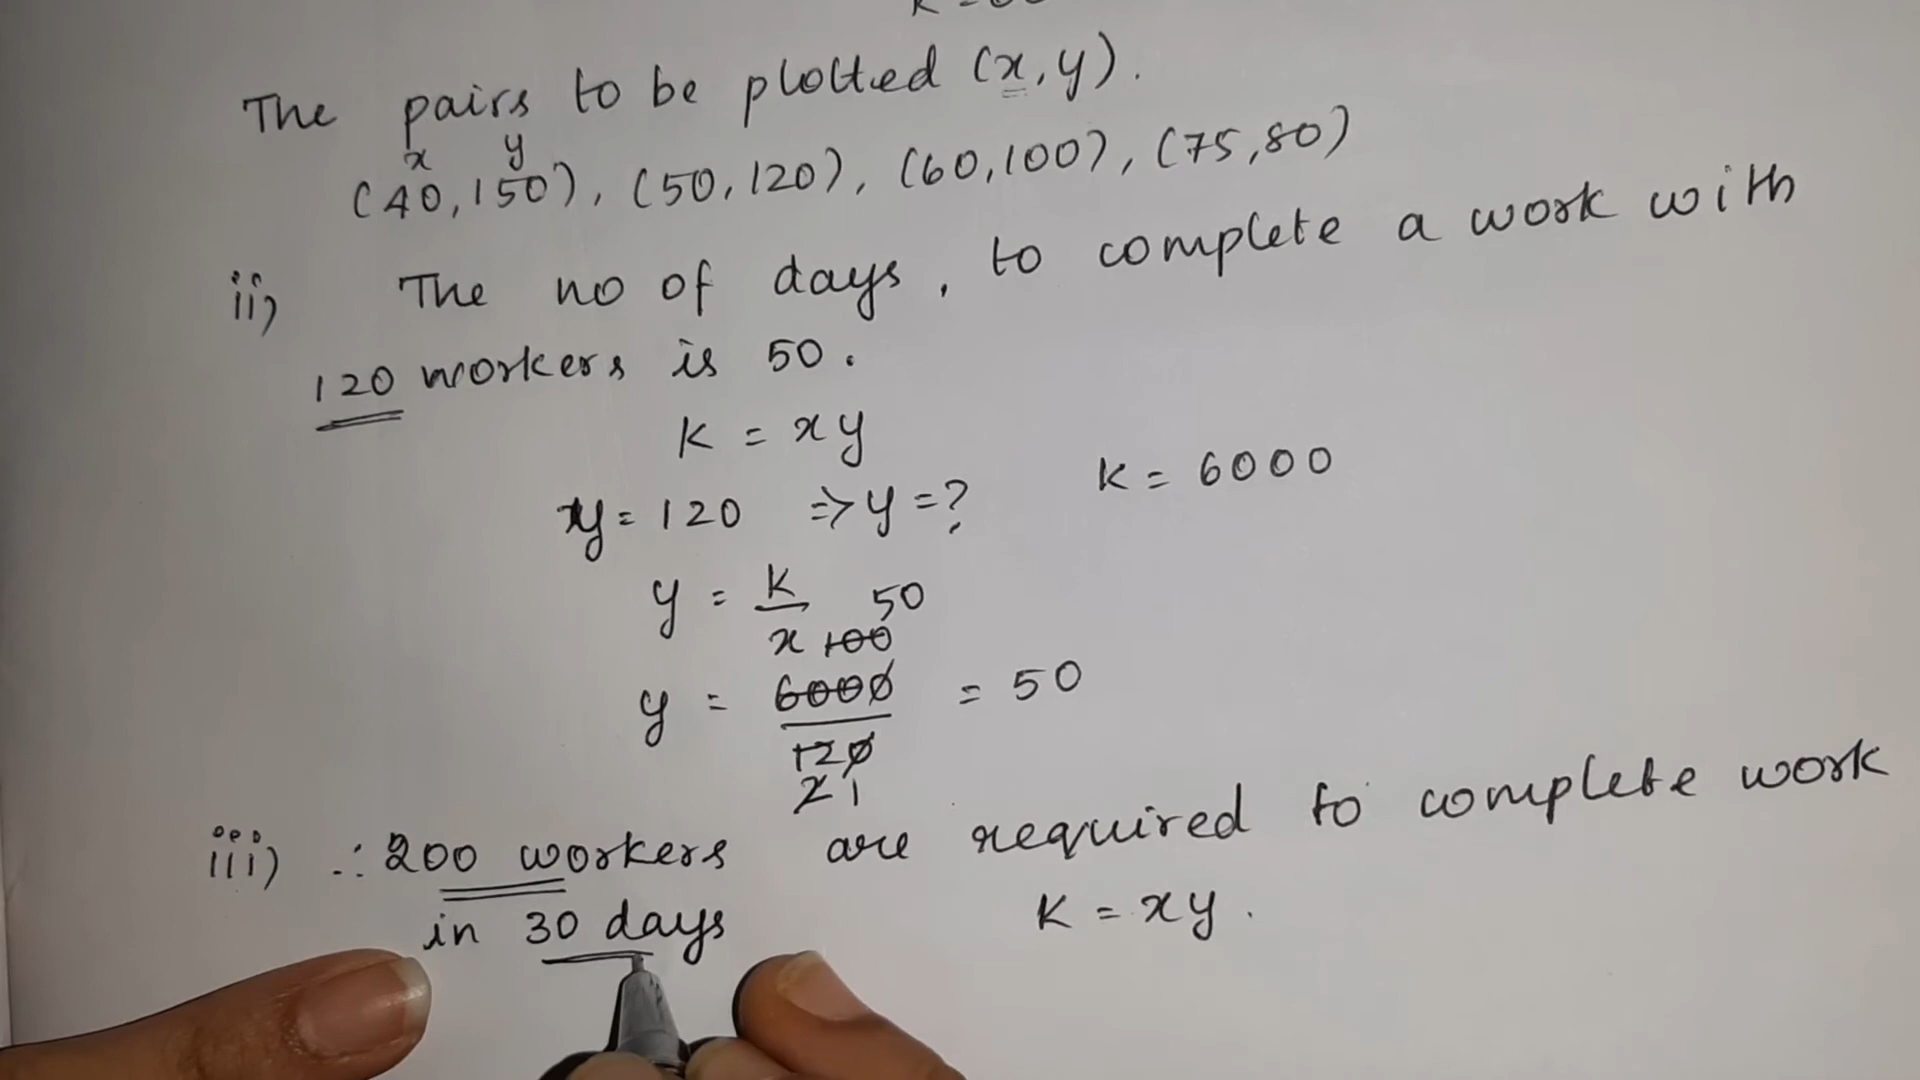 The pairs to be plotted (x, y).
x y
(40, 150), (50, 120), (60, 100), (75, 80)
ii) The no of days, to complete a work with
120 workers is 50.
K = xy
x = 120 ⇒ y = ? K = 6000
y = K/x
100 50
y = 6000/120 = 50
2 1
iii) ∴ 200 workers are required to complete work
in 30 days K = xy.